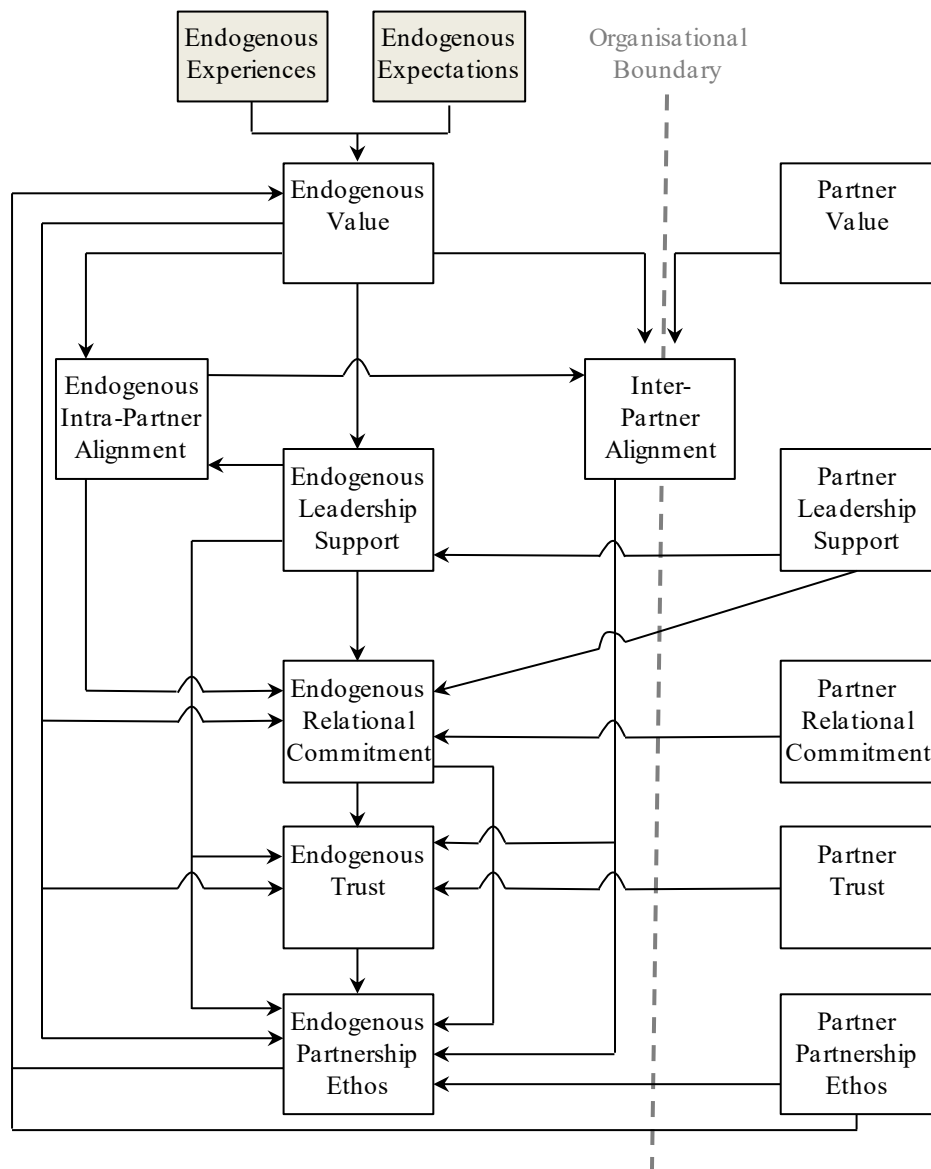 Endogenous
Experiences
Endogenous
Expectations
Organisational
Boundary
Endogenous
Value
Partner
Value
Endogenous
Intra-Partner
Alignment
Inter-
Partner
Alignment
Endogenous
Leadership
Support
Partner
Leadership
Support
Endogenous
Relational
Commitment
Partner
Relational
Commitment
Endogenous
Trust
Partner
Trust
Endogenous
Partnership
Ethos
Partner
Partnership
Ethos